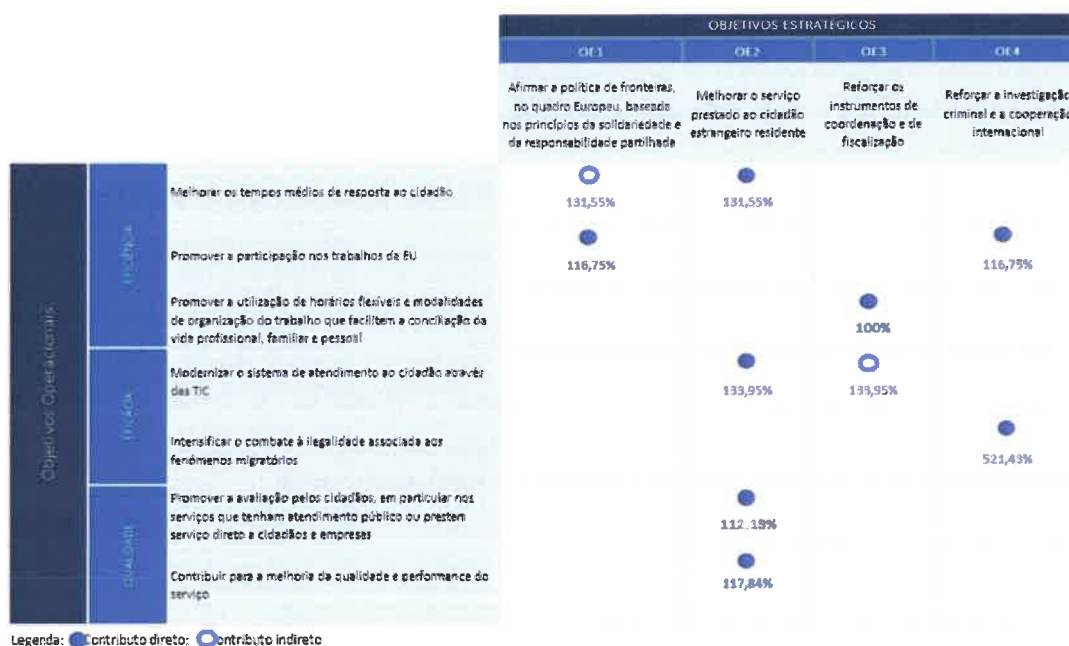 OBJETIVOS ESTRATÉGICOS
OE1 OE2 OE3 OE4
Afirmar a política de fronteiras,
no quadro Europeu, baseada
nos princípios da solidariedade e
da responsabilidade partilhada
Melhorar o serviço
prestado ao cidadão
estrangeiro residente
Reforçar os
instrumentos de
coordenação e de
fiscalização
Reforçar a investigação
criminal e a cooperação
internacional
Objetivos Operacionais
EFICIÊNCIA
Melhorar os tempos médios de resposta ao cidadão
131,55% 131,55%
Promover a participação nos trabalhos da EU
116,75% 116,75%
Promover a utilização de horários flexíveis e modalidades
de organização do trabalho que facilitem a conciliação da
vida profissional, familiar e pessoal
100%
EFICÁCIA
Modernizar o sistema de atendimento ao cidadão através
das TIC
133,95% 133,95%
Intensificar o combate à ilegalidade associada aos
fenómenos migratórios
521,43%
QUALIDADE
Promover a avaliação pelos cidadãos, em particular nos
serviços que tenham atendimento público ou prestem
serviço direto a cidadãos e empresas
112,18%
Contribuir para a melhoria da qualidade e performance do
serviço
117,84%
Legenda: Contributo direto; Contributo indireto